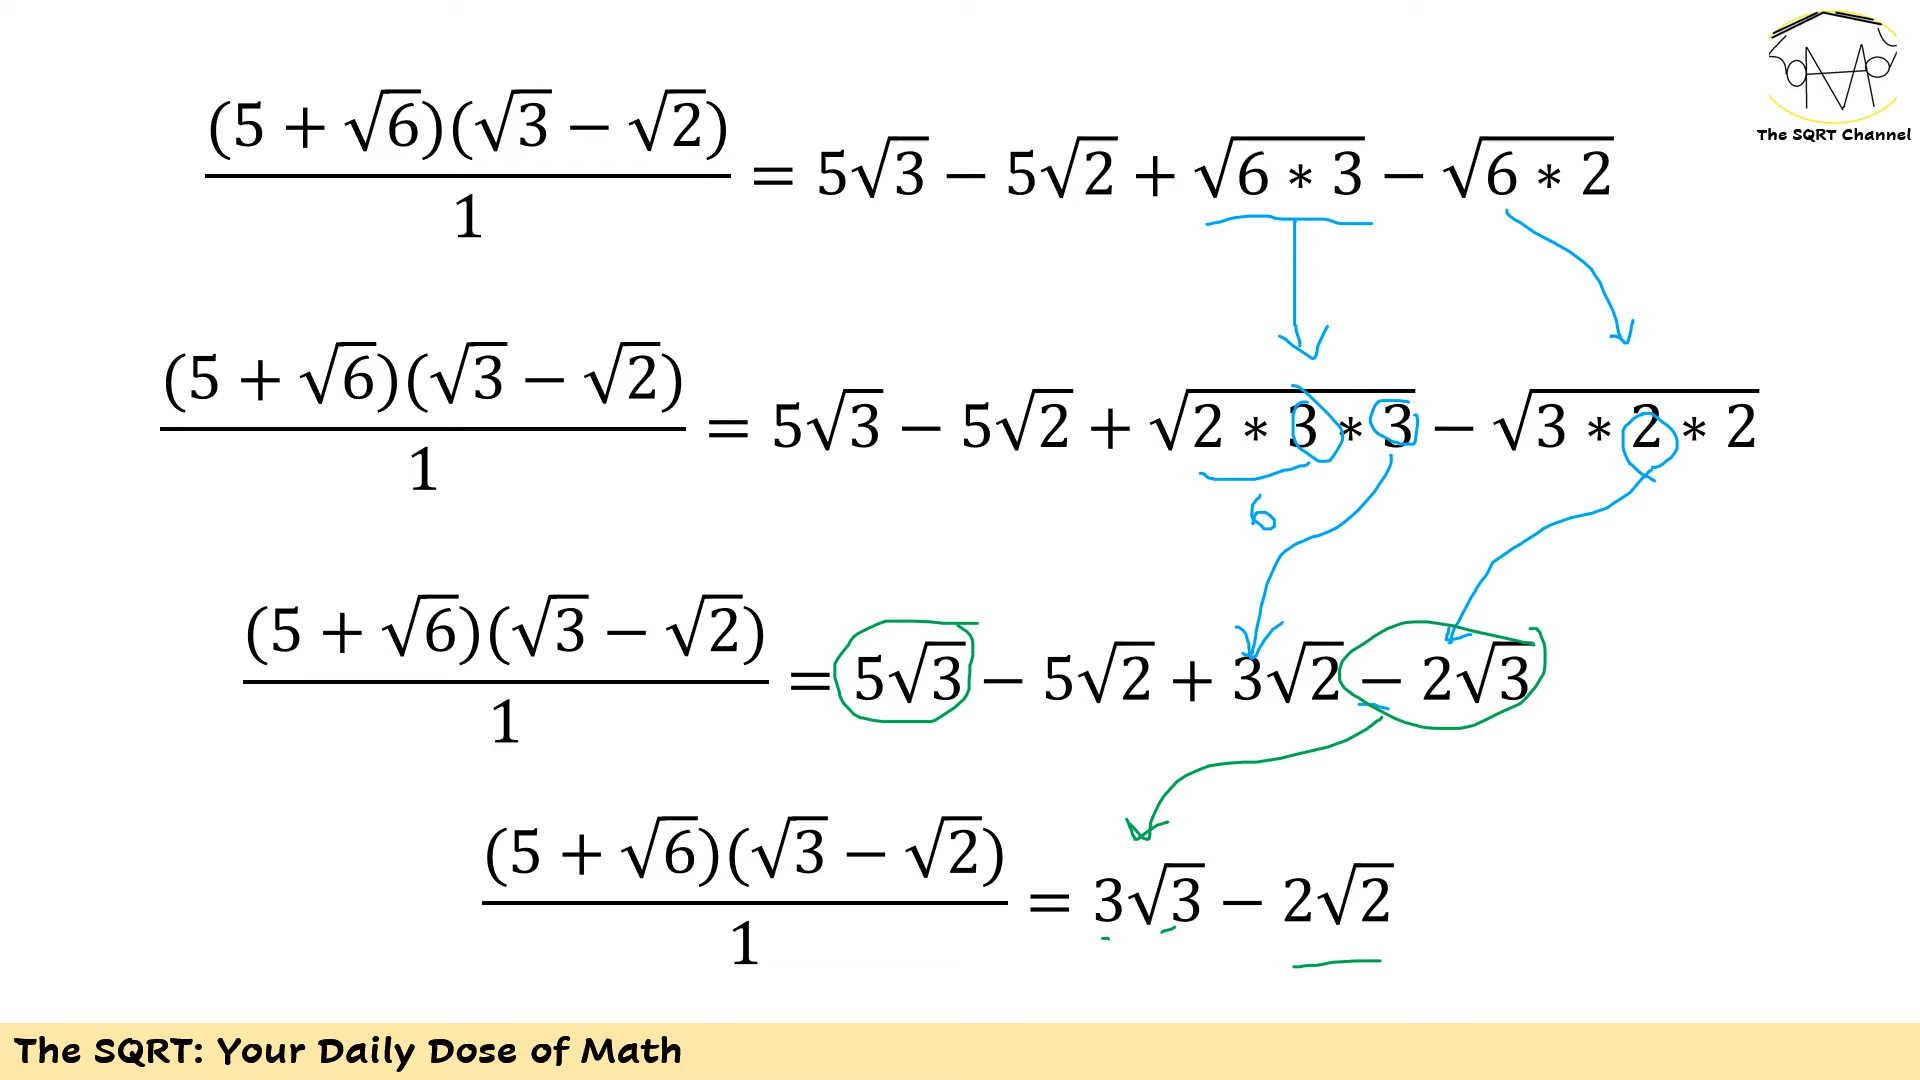 The SQRT Channel
(5 + √6)(√3 − √2)
1
= 5√3 − 5√2 + √6 ∗ 3 − √6 ∗ 2
(5 + √6)(√3 − √2)
1
= 5√3 − 5√2 + √2 ∗ 3 ∗ 3 − √3 ∗ 2 ∗ 2
6
(5 + √6)(√3 − √2)
1
= 5√3 − 5√2 + 3√2 − 2√3
(5 + √6)(√3 − √2)
1
= 3√3 − 2√2
The SQRT: Your Daily Dose of Math